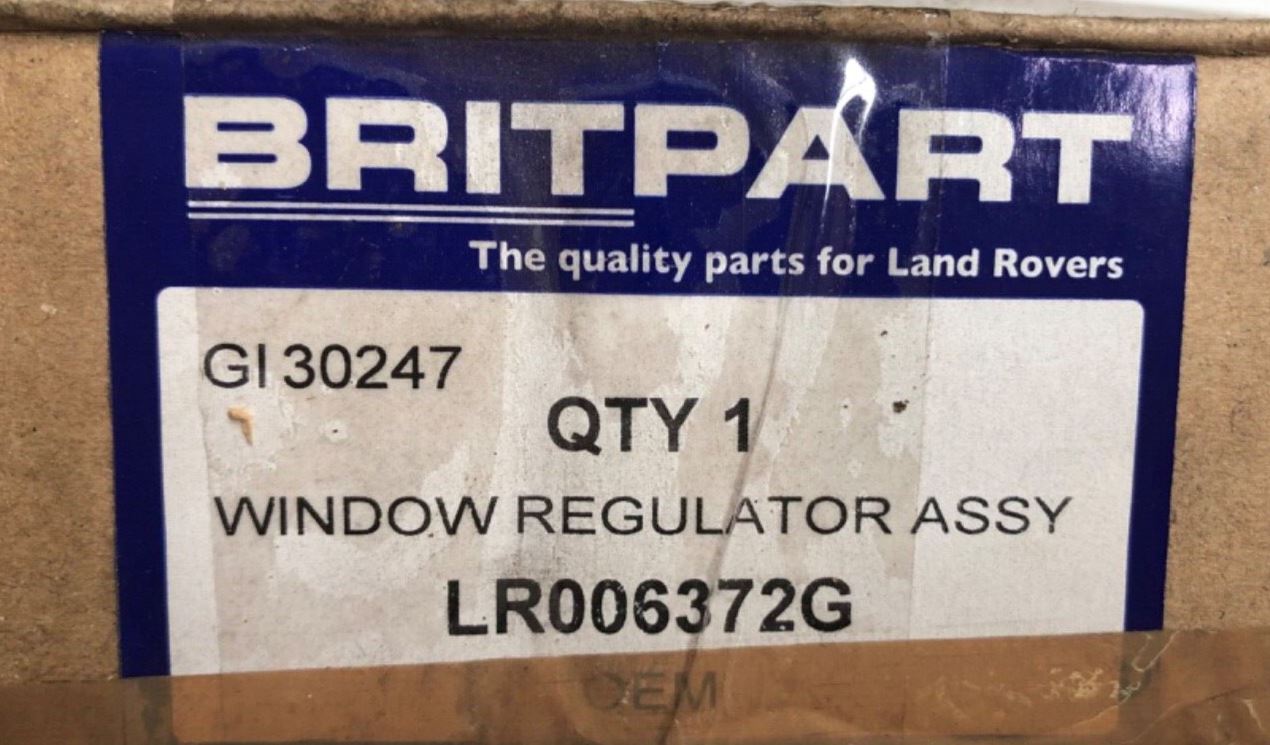 BRITPART
The quality parts for Land Rovers
GI 30247
QTY 1
WINDOW REGULATOR ASSY
LR006372G
OEM